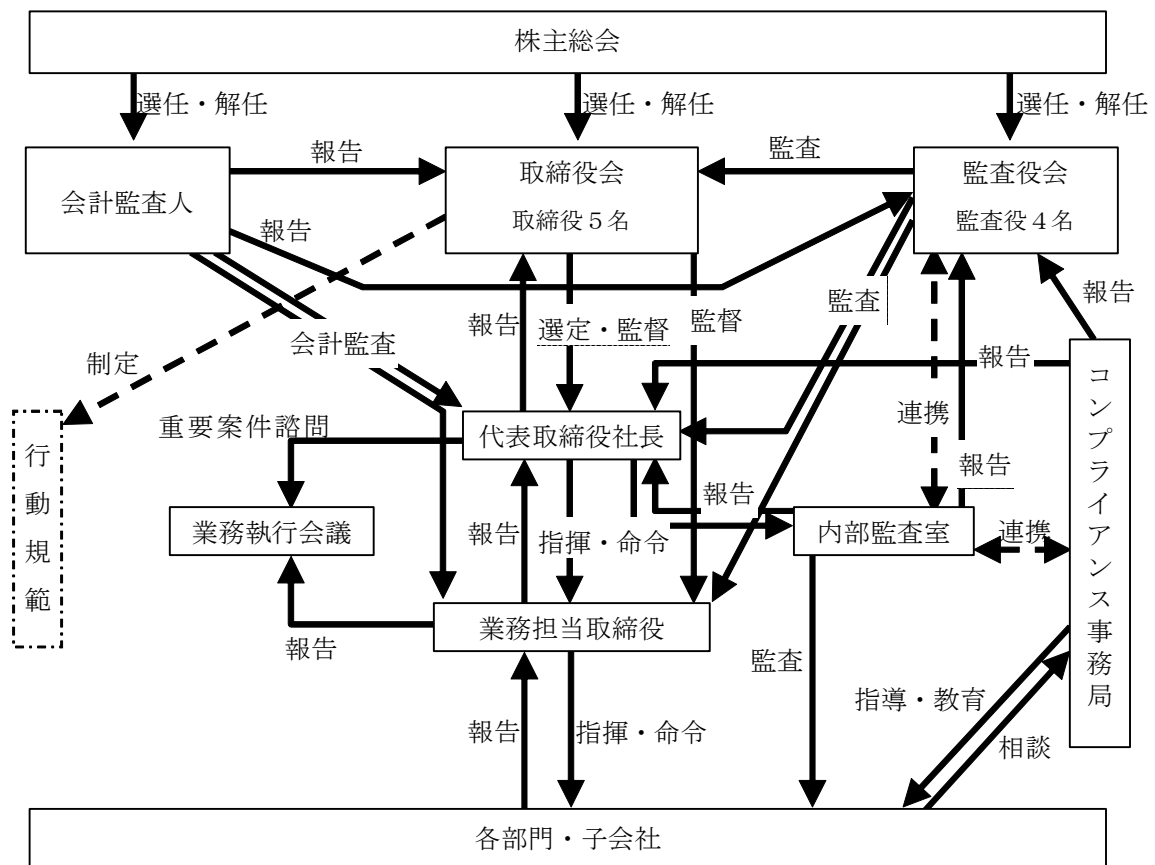 株主総会
選任・解任
選任・解任
選任・解任
会計監査人
報告
取締役会
取締役５名
監査
監査役会
監査役４名
報告
報告
選定・監督
監督
監査
報告
会計監査
制定
報告
コンプライアンス事務局
重要案件諮問
代表取締役社長
連携
行動規範
報告
報告
業務執行会議
報告
指揮・命令
内部監査室
連携
業務担当取締役
報告
監査
指導・教育
報告
指揮・命令
相談
各部門・子会社